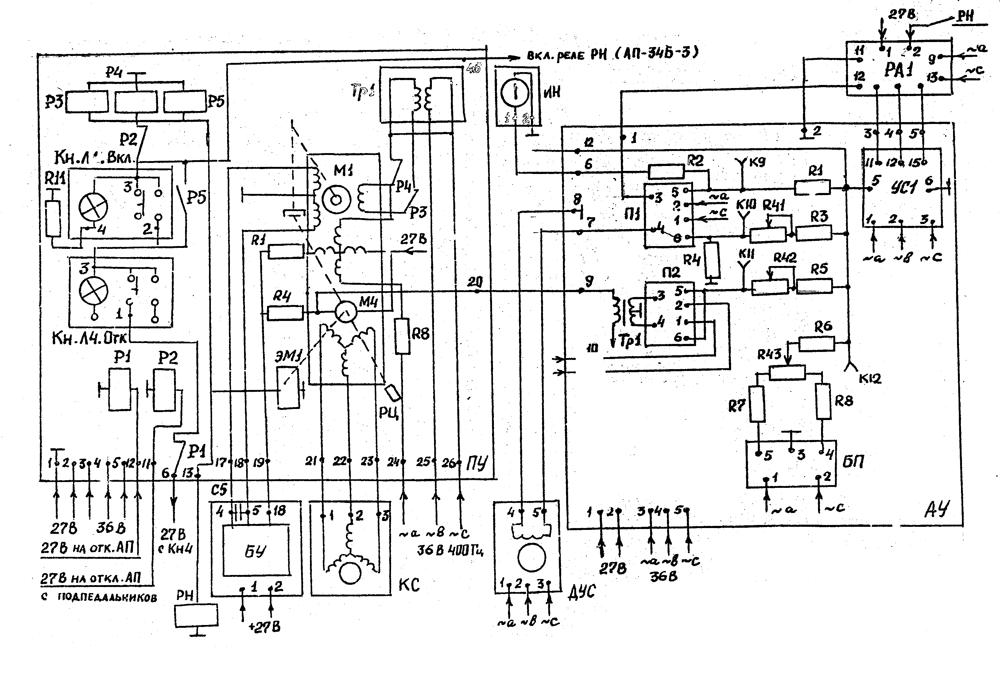 27В
РН
Вкл. реле РН (АП-34Б-3)
11
1
2
9
~а
РА1
12
13
~с
Р4
Р3
Р5
45
Тр1
ИН
1
2
Р2
Кн.Л
Вкл.
R11
3
4
2
Р5
М1
Р4
Р3
12
1
2
3
4
5
6
R2
К9
R1
11
12
15
5
УС1
6
1
2
3
~а
~в
~с
8
7
П1
3
5
2
~а
1
~с
4
6
К10
R41
R3
R4
R1
27В
3
1
Кн.Л4.Отк
R4
М4
20
9
П2
К11
R42
R5
3
5
2
4
1
6
Тр1
10
R8
ЭМ1
РЦ
R6
R43
К12
R7
R8
5
3
4
БП
1
2
~а
~с
АУ
Р1
Р2
Р1
1
2
3
4
5
12
11
6
13
17
18
19
21
22
23
24
25
26
ПУ
27В
36В
27В
с Кн4
27В на отк.АП
27В на откл.АП
с подпедальников
РН
С5
4
5
18
БУ
1
2
+27В
1
2
3
КС
~а
~в
~с
36В 400Гц
4
5
1
2
3
ДУС
~а
~в
~с
1
2
3
4
5
27В
~а
~в
~с
36В